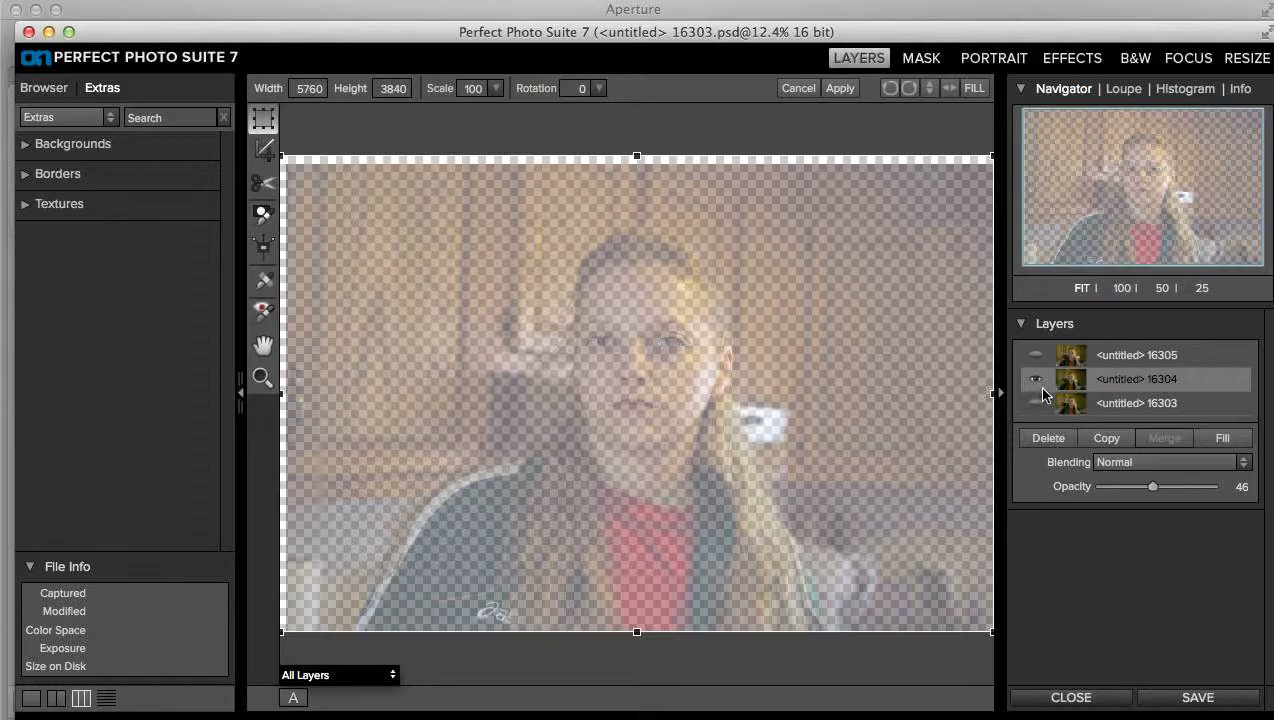 Aperture
Perfect Photo Suite 7 (<untitled> 16303.psd@12.4% 16 bit)
on PERFECT PHOTO SUITE 7
LAYERS MASK PORTRAIT EFFECTS B&W FOCUS RESIZE
Browser Extras
Width 5760 Height 3840 Scale 100 Rotation 0 Cancel Apply FILL
Navigator | Loupe | Histogram | Info
Extras Search X
Backgrounds
Borders
Textures
FIT | 100 | 50 | 25
Layers
<untitled> 16305
<untitled> 16304
<untitled> 16303
Delete Copy Merge Fill
Blending Normal
Opacity 46
File Info
Captured
Modified
Color Space
Exposure
Size on Disk
All Layers
A
CLOSE SAVE